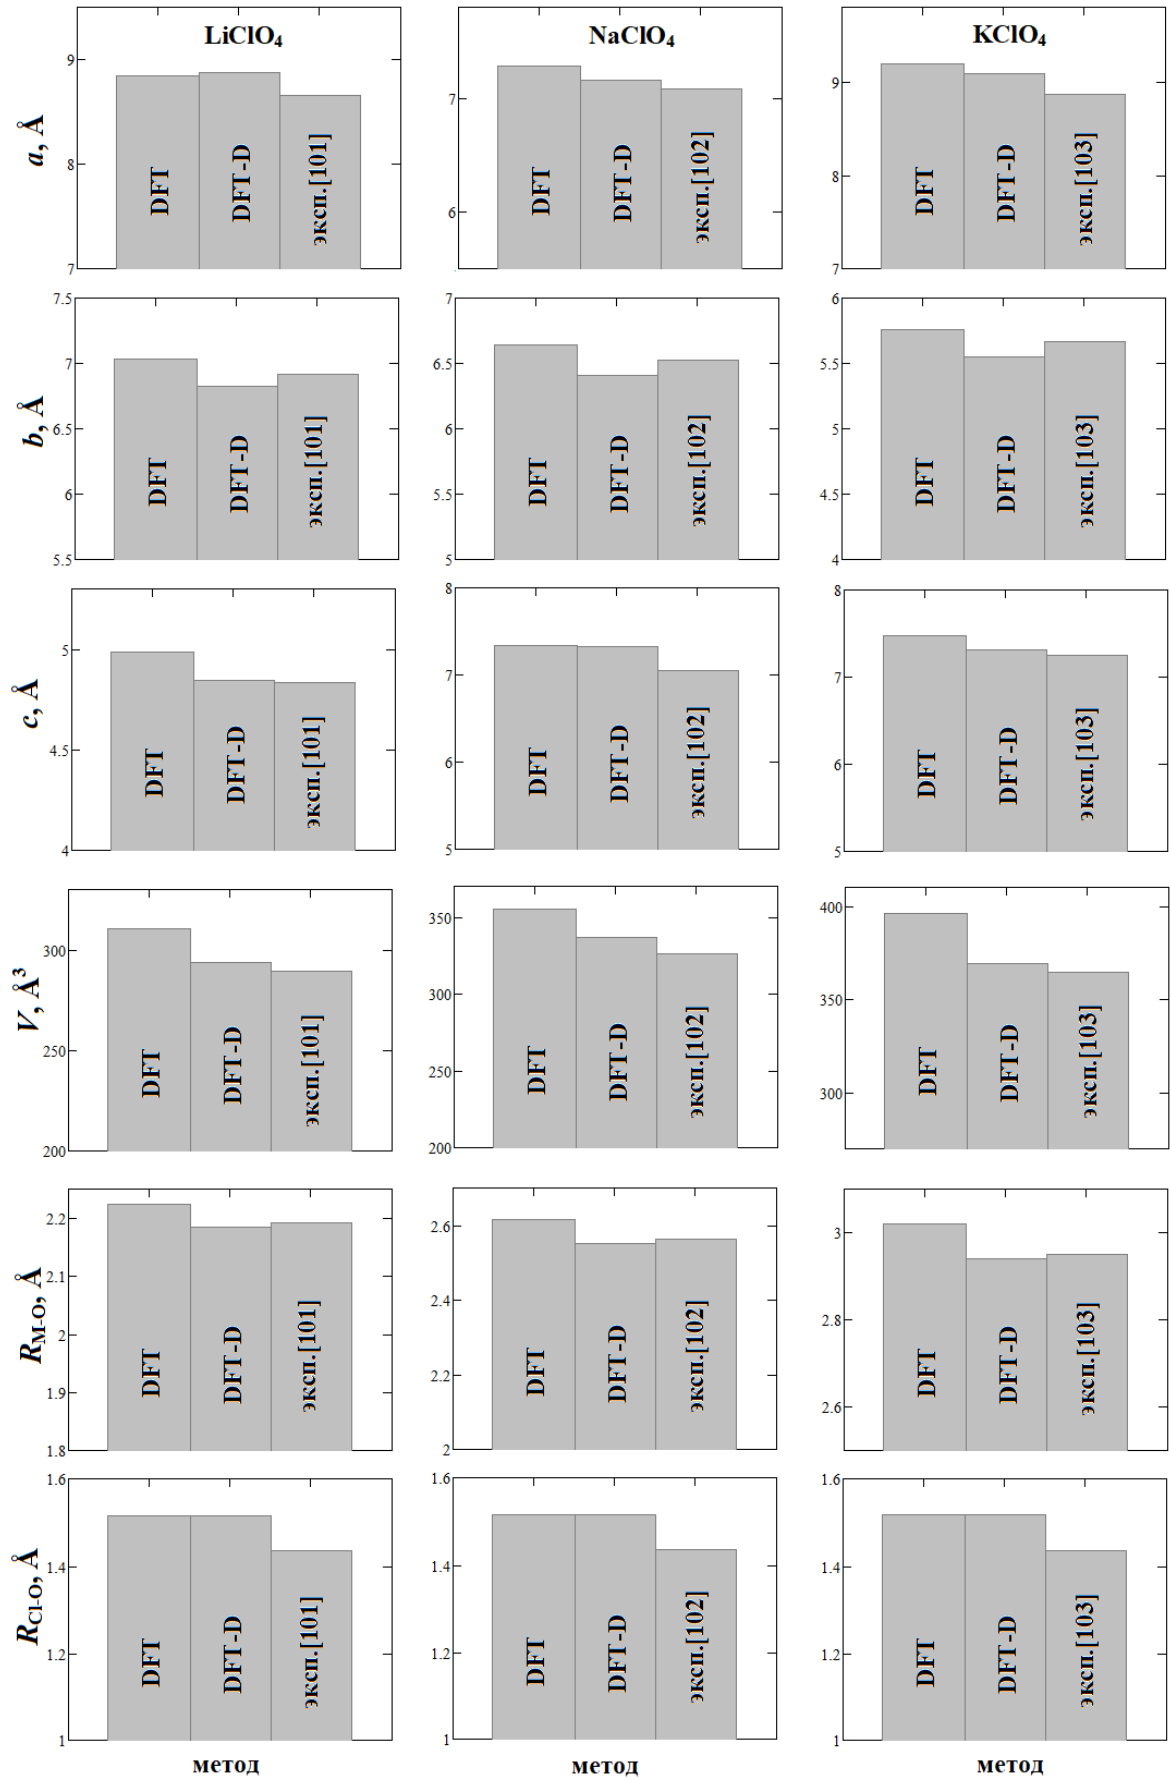 LiClO4 NaClO4 KClO4
a, Å
9
8
7
DFT
DFT-D
эксп.[101]
7
6
DFT
DFT-D
эксп.[102]
9
8
7
DFT
DFT-D
эксп.[103]
b, Å
7.5
7
6.5
6
5.5
DFT
DFT-D
эксп.[101]
7
6.5
6
5.5
5
DFT
DFT-D
эксп.[102]
6
5.5
5
4.5
4
DFT
DFT-D
эксп.[103]
c, Å
5
4.5
4
DFT
DFT-D
эксп.[101]
8
7
6
5
DFT
DFT-D
эксп.[102]
8
7
6
5
DFT
DFT-D
эксп.[103]
V, Å³
300
250
200
DFT
DFT-D
эксп.[101]
350
300
250
200
DFT
DFT-D
эксп.[102]
400
350
300
DFT
DFT-D
эксп.[103]
RM-O, Å
2.2
2.1
2
1.9
1.8
DFT
DFT-D
эксп.[101]
2.6
2.4
2.2
2
DFT
DFT-D
эксп.[102]
3
2.8
2.6
DFT
DFT-D
эксп.[103]
RCl-O, Å
1.6
1.4
1.2
1
DFT
DFT-D
эксп.[101]
1.6
1.4
1.2
1
DFT
DFT-D
эксп.[102]
1.6
1.4
1.2
1
DFT
DFT-D
эксп.[103]
метод метод метод